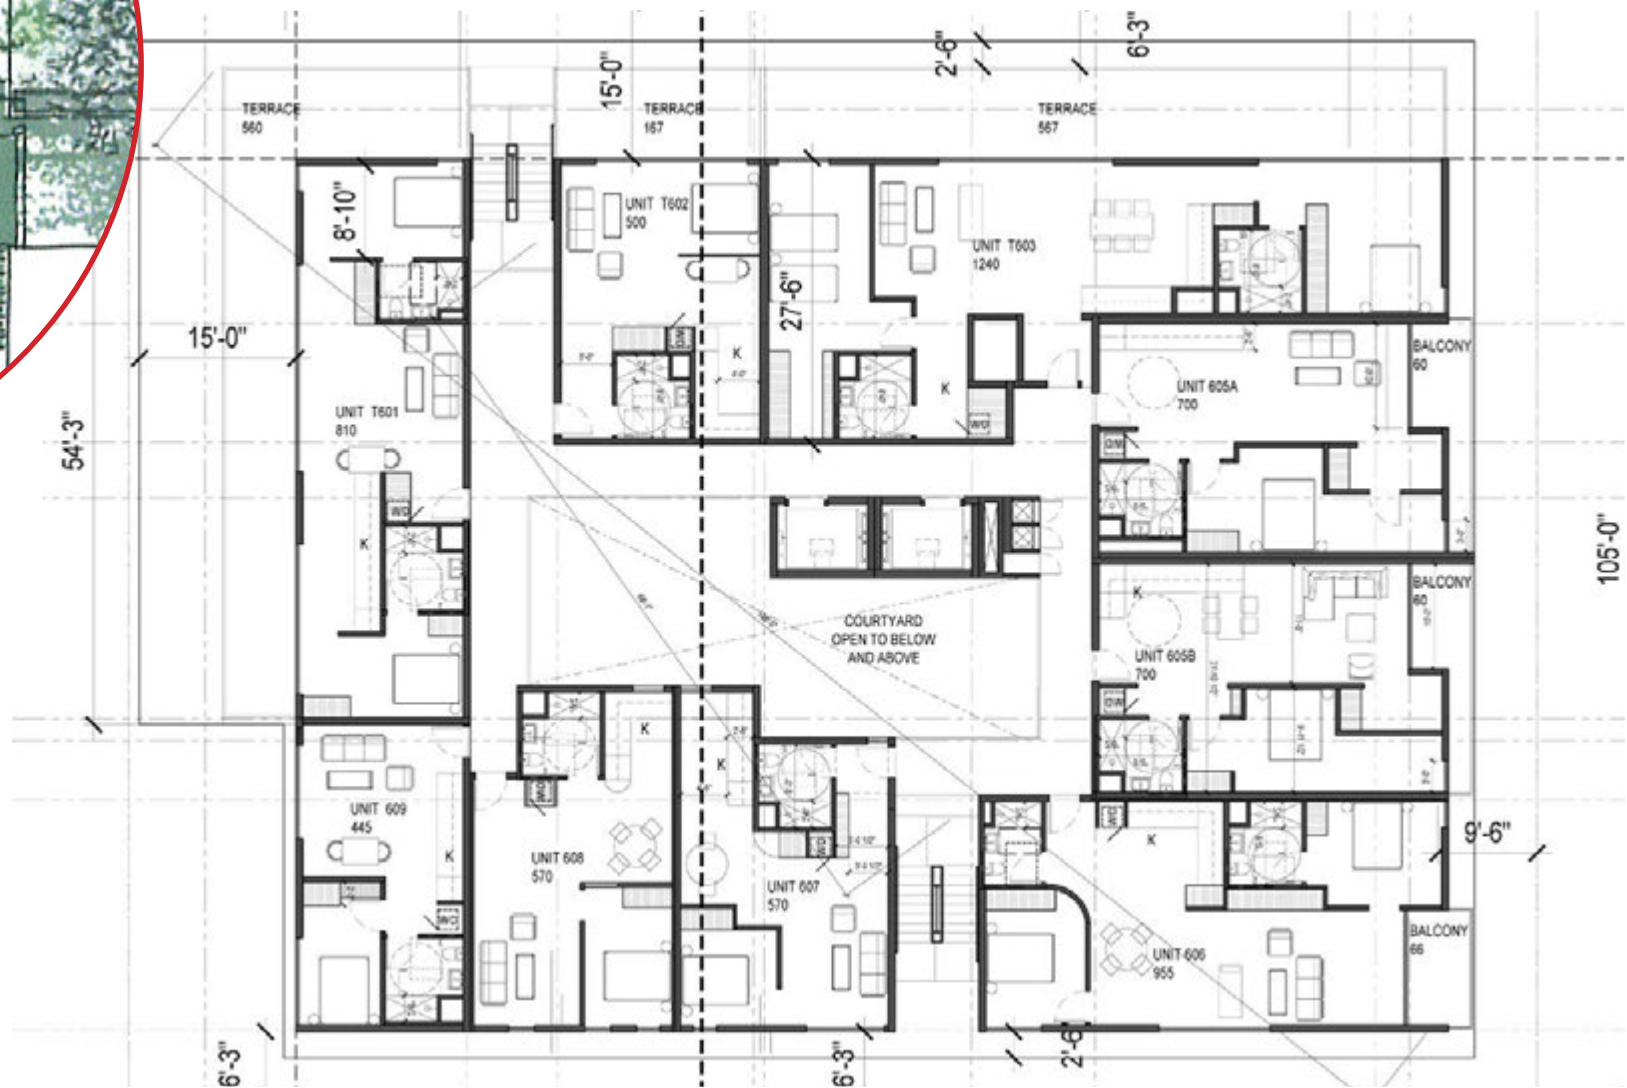 2'-6"
6'-3"
15'-0"
TERRACE
560
TERRACE
167
TERRACE
567
8'-10"
UNIT T602
500
UNIT T603
1240
27'-6"
15'-0"
BALCONY
60
K
UNIT 605A
700
K
UNIT T601
810
54'-3"
WD
WD
K
105'-0"
BALCONY
60
K
COURTYARD
OPEN TO BELOW
AND ABOVE
UNIT 605B
700
K
K
UNIT 609
445
K
9'-6"
K
UNIT 608
570
UNIT 607
570
WD
BALCONY
66
UNIT 606
955
6'-3"
6'-3"
2'-6